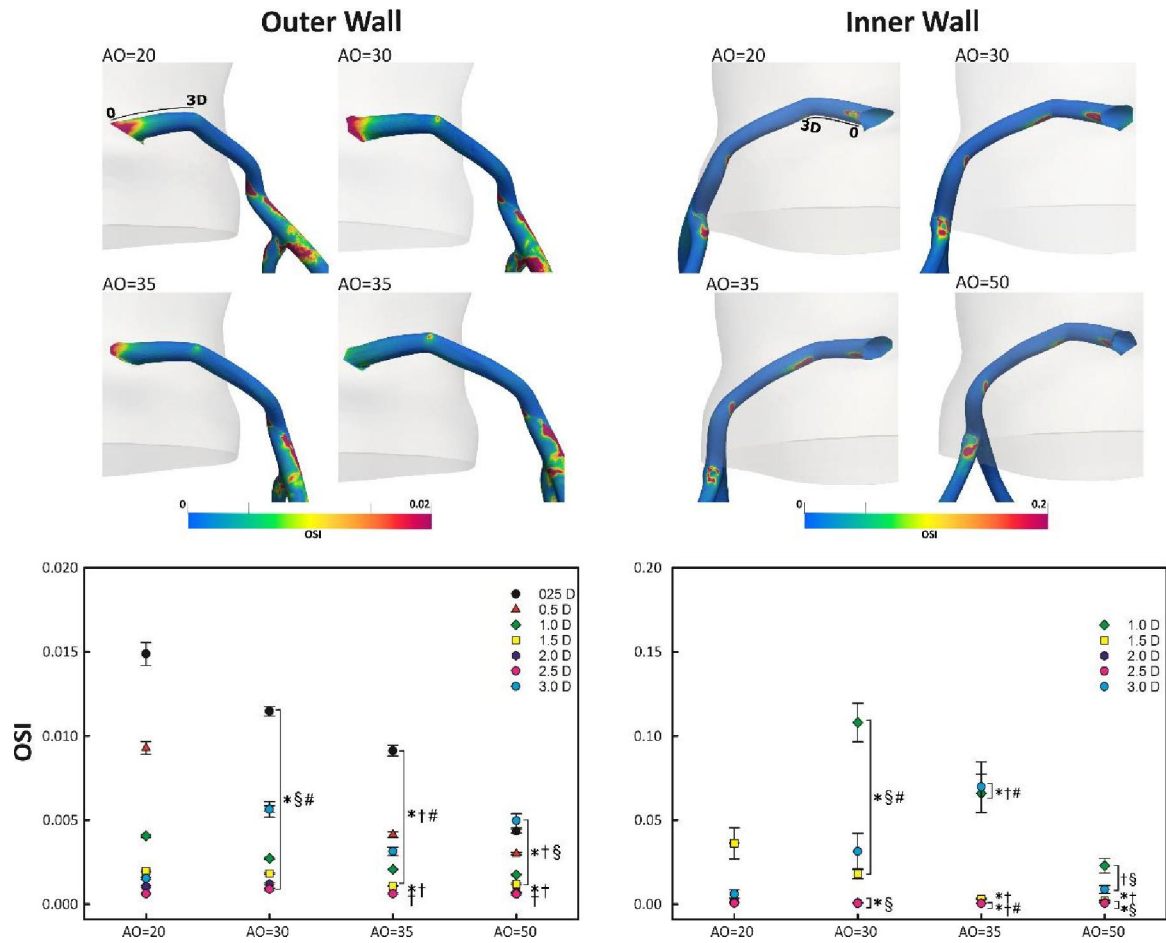 Outer Wall
Inner Wall
AO=20
AO=30
AO=20
AO=30
0
3D
3D
0
AO=35
AO=35
AO=35
AO=50
0
0.02
OSI
0
0.2
OSI
0.020
0.015
0.010
0.005
0.000
OSI
025 D
0.5 D
1.0 D
1.5 D
2.0 D
2.5 D
3.0 D
*§#
*†#
*†
‡
*†§
*†
‡
AO=20
AO=30
AO=35
AO=50
0.20
0.15
0.10
0.05
0.00
1.0 D
1.5 D
2.0 D
2.5 D
3.0 D
*§#
*§
*†#
*†
*†#
†§
*†
*§
AO=20
AO=30
AO=35
AO=50